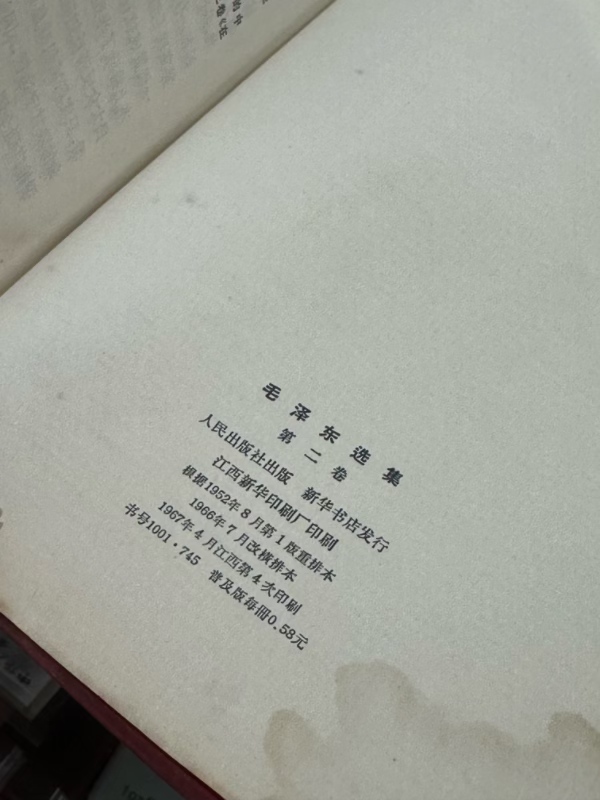 毛泽东选集
第二卷
人民出版社出版 新华书店发行
江西新华印刷厂印刷
根据1952年8月第1版重排本
1966年7月改横排本
1967年4月江西第4次印刷
书号1001·745 普及版每冊0.58元